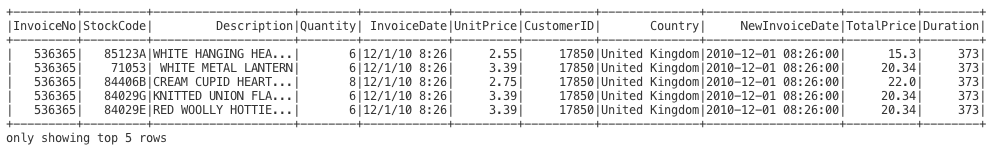 |InvoiceNo|StockCode|         Description|Quantity| InvoiceDate|UnitPrice|CustomerID|       Country|     NewInvoiceDate|TotalPrice|Duration|
|   536365|   85123A|WHITE HANGING HEA...|       6|12/1/10 8:26|     2.55|     17850|United Kingdom|2010-12-01 08:26:00|      15.3|     373|
|   536365|    71053| WHITE METAL LANTERN|       6|12/1/10 8:26|     3.39|     17850|United Kingdom|2010-12-01 08:26:00|     20.34|     373|
|   536365|   84406B|CREAM CUPID HEART...|       8|12/1/10 8:26|     2.75|     17850|United Kingdom|2010-12-01 08:26:00|      22.0|     373|
|   536365|   84029G|KNITTED UNION FLA...|       6|12/1/10 8:26|     3.39|     17850|United Kingdom|2010-12-01 08:26:00|     20.34|     373|
|   536365|   84029E|RED WOOLLY HOTTIE...|       6|12/1/10 8:26|     3.39|     17850|United Kingdom|2010-12-01 08:26:00|     20.34|     373|
only showing top 5 rows